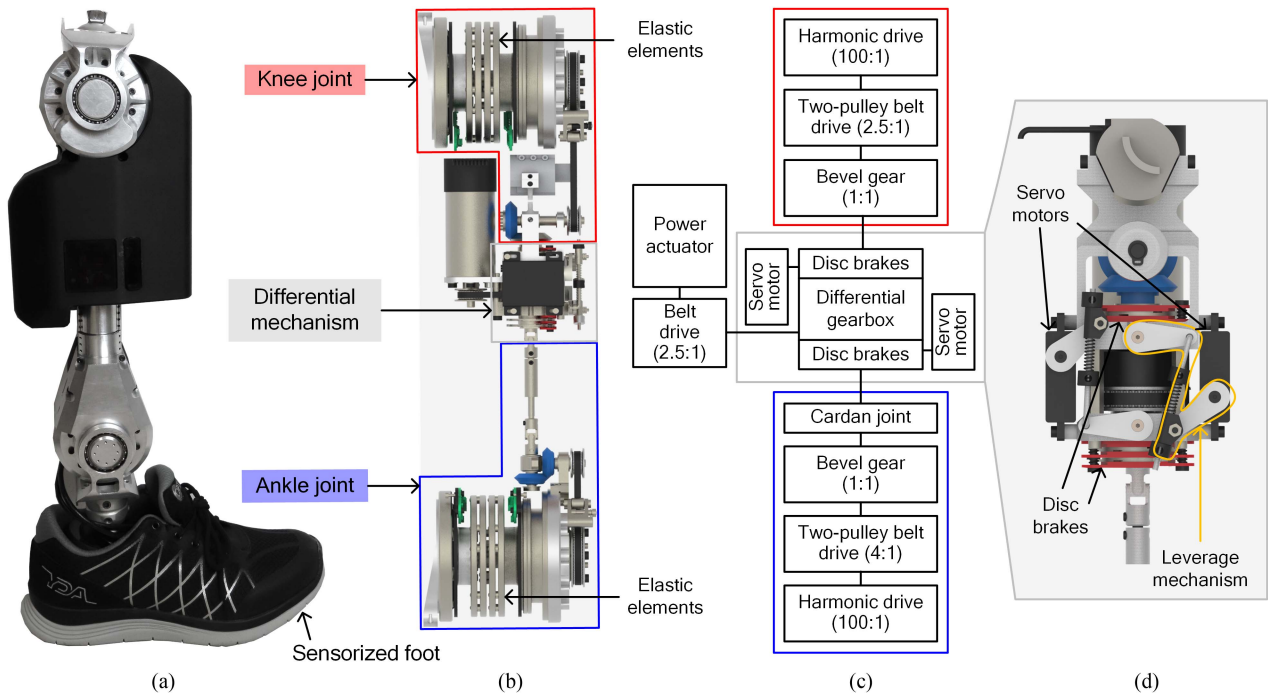 Sensorized foot
(a)
Knee joint
Differential
mechanism
Ankle joint
Elastic
elements
Elastic
elements
(b)
Harmonic drive
(100:1)
Two-pulley belt
drive (2.5:1)
Bevel gear
(1:1)
Power
actuator
Belt
drive
(2.5:1)
Servo
motor
Disc brakes
Differential
gearbox
Disc brakes
Servo
motor
Cardan joint
Bevel gear
(1:1)
Two-pulley belt
drive (4:1)
Harmonic drive
(100:1)
(c)
Servo
motors
Disc
brakes
Leverage
mechanism
(d)